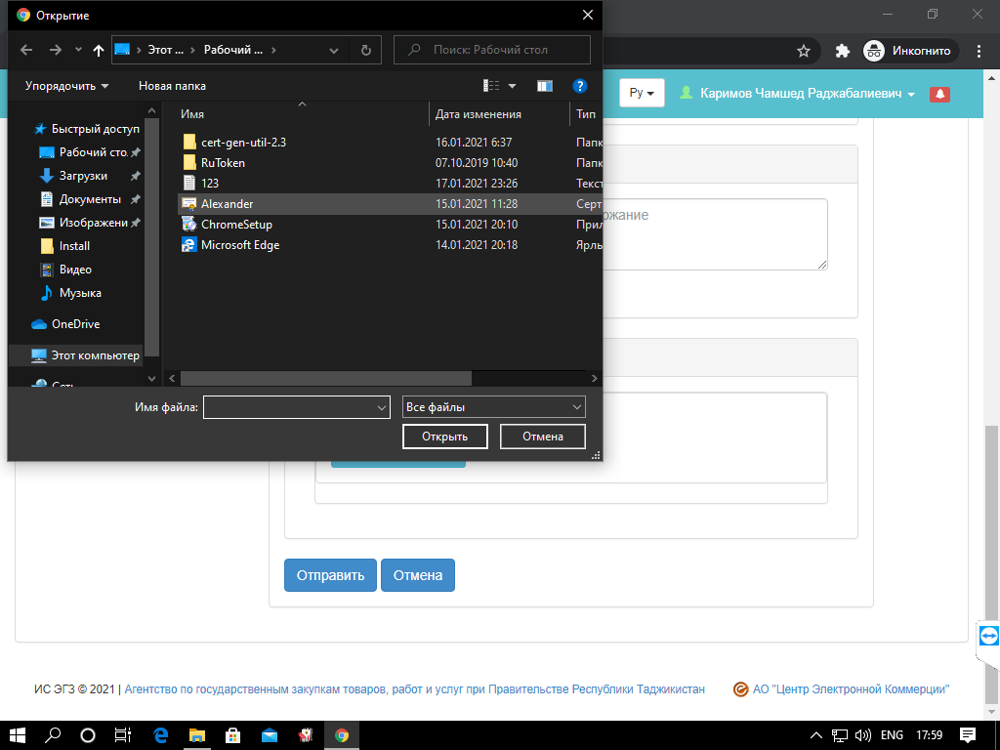 Открытие
Этот ... Рабочий ...
Поиск: Рабочий стол
Инкогнито
Упорядочить Новая папка
Ру Каримов Чамшед Раджабалиевич
Имя Дата изменения Тип
Быстрый доступ
Рабочий сто.
Загрузки
Документы
Изображени
Install
Видео
Музыка
OneDrive
Этот компьютер
Сеть
cert-gen-util-2.3 16.01.2021 6:37 Папк
RuToken 07.10.2019 10:40 Папк
123 17.01.2021 23:26 Текст
Alexander 15.01.2021 11:28 Серт
ChromeSetup 15.01.2021 20:10 Прил
Microsoft Edge 14.01.2021 20:18 Ярлы
ржание
Имя файла: Все файлы
Открыть Отмена
Отправить Отмена
ИС ЭГЗ © 2021 | Агентство по государственным закупкам товаров, работ и услуг при Правительстве Республики Таджикистан
АО "Центр Электронной Коммерции"
ENG 17:59